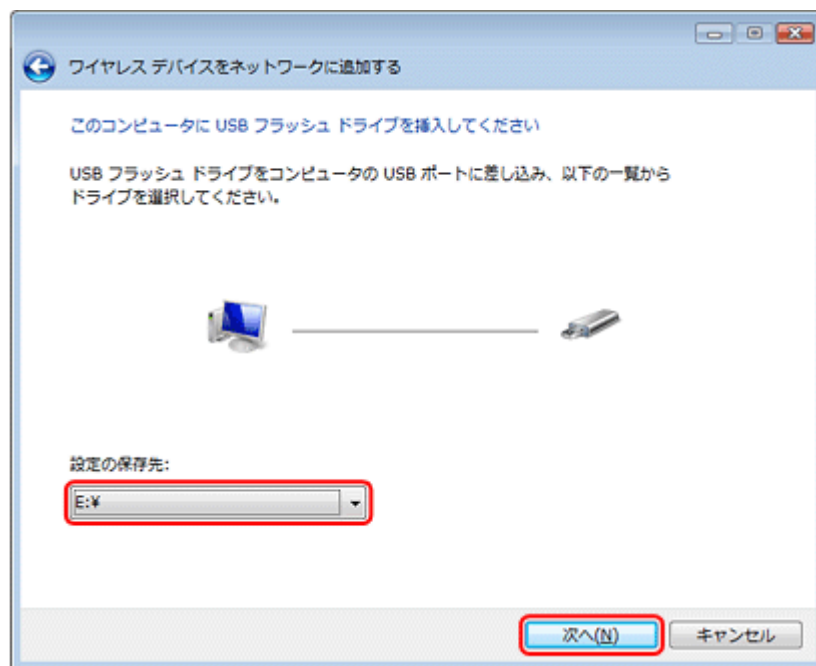 ワイヤレス デバイスをネットワークに追加する
このコンピュータに USB フラッシュ ドライブを挿入してください
USB フラッシュ ドライブをコンピュータの USB ポートに差し込み、以下の一覧から
ドライブを選択してください。
設定の保存先:
E:¥
次へ(N)
キャンセル